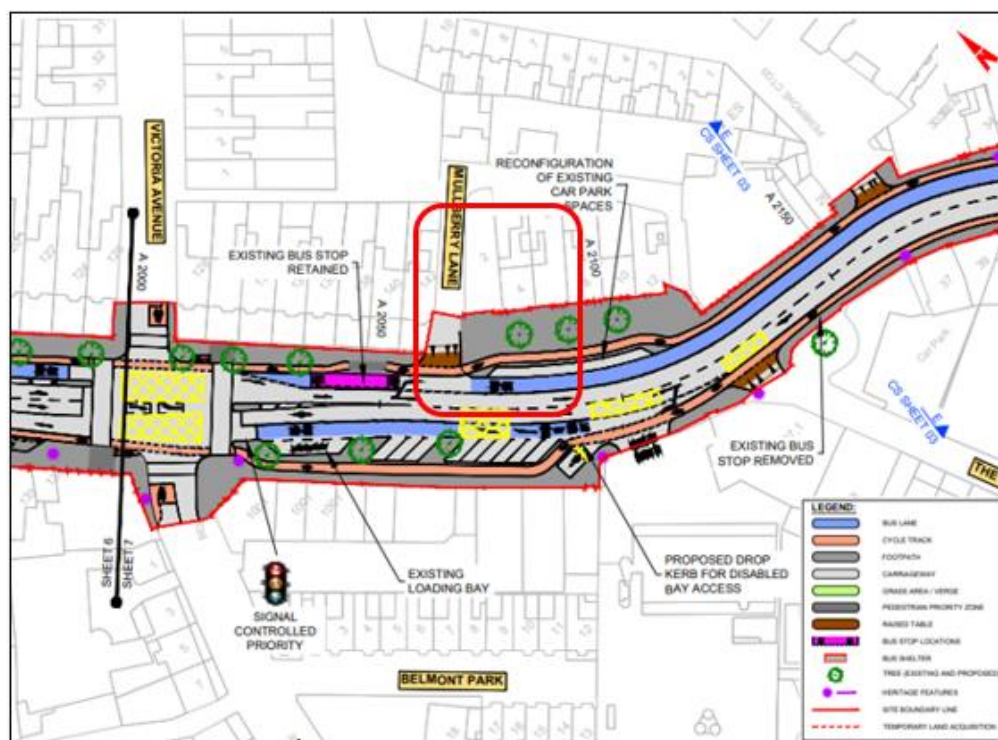 VICTORIA AVENUE
A 2000
EXISTING BUS STOP
RETAINED
A 2050
MULLBERRY LANE
RECONFIGURATION
OF EXISTING
CAR PARK
SPACES
A 2100
E
CS SHEET 03
A 2150
N
EXISTING BUS
STOP REMOVED
E
CS SHEET 03
THE
SHEET 6
SHEET 7
SIGNAL
CONTROLLED
PRIORITY
EXISTING
LOADING BAY
PROPOSED DROP
KERB FOR DISABLED
BAY ACCESS
BELMONT PARK
LEGEND:
BUS LANE
CYCLE TRACK
FOOTPATH
CARRIAGEWAY
GRASS AREA / VERGE
PEDESTRIAN PRIORITY ZONE
RAISED TABLE
BUS STOP LOCATIONS
BUS SHELTER
TREE (EXISTING AND PROPOSED)
HERITAGE FEATURES
SITE BOUNDARY LINE
TEMPORARY LAND ACQUISITION